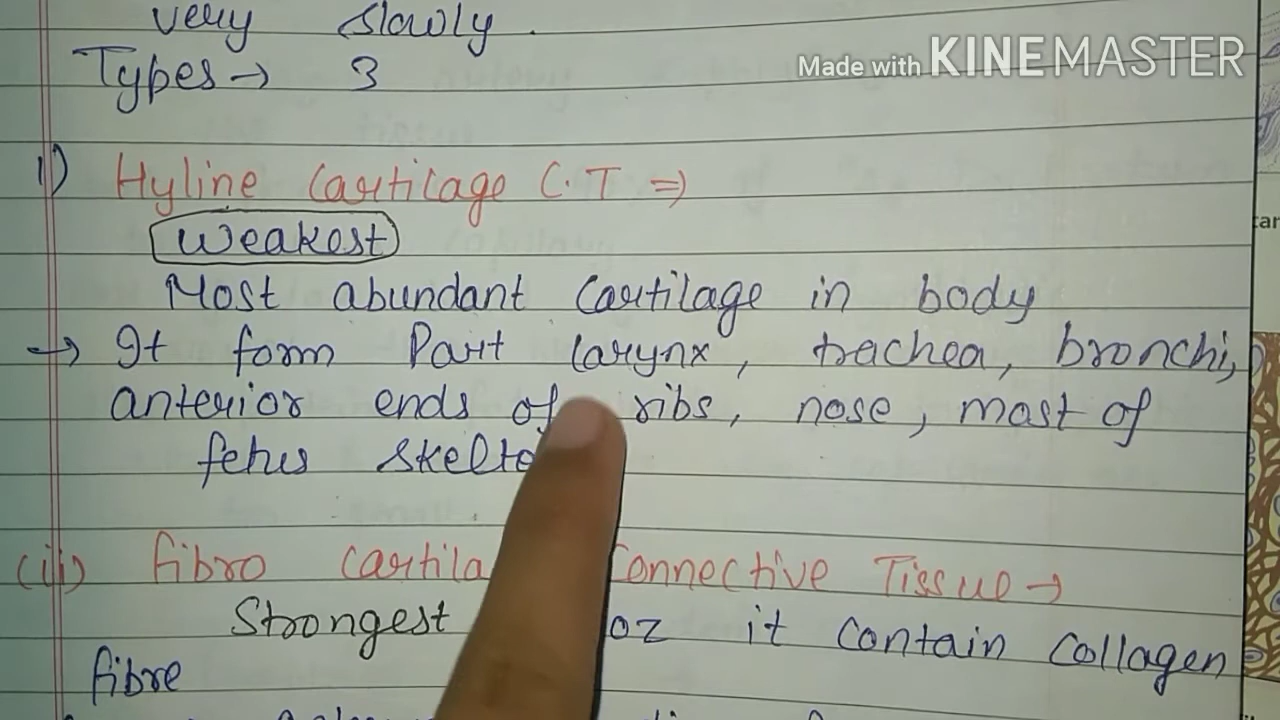 very slowly.
Made with KINEMASTER
Types → 3
1) Hyline Cartilage C.T ⇒
Weakest
Most abundant Cartilage in body
→ It form Part larynx, trachea, bronchi,
anterior ends of ribs, nose, most of
fetus
(ii) fibro Connective Tissue →
Strongest it Contain Collagen
fibre